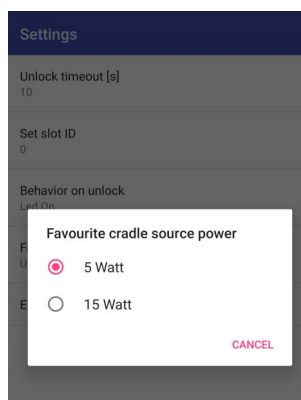 Settings
Unlock timeout [s]
10
Set slot ID
0
Behavior on unlock
Led On
Favourite cradle source power
5 Watt
15 Watt
CANCEL